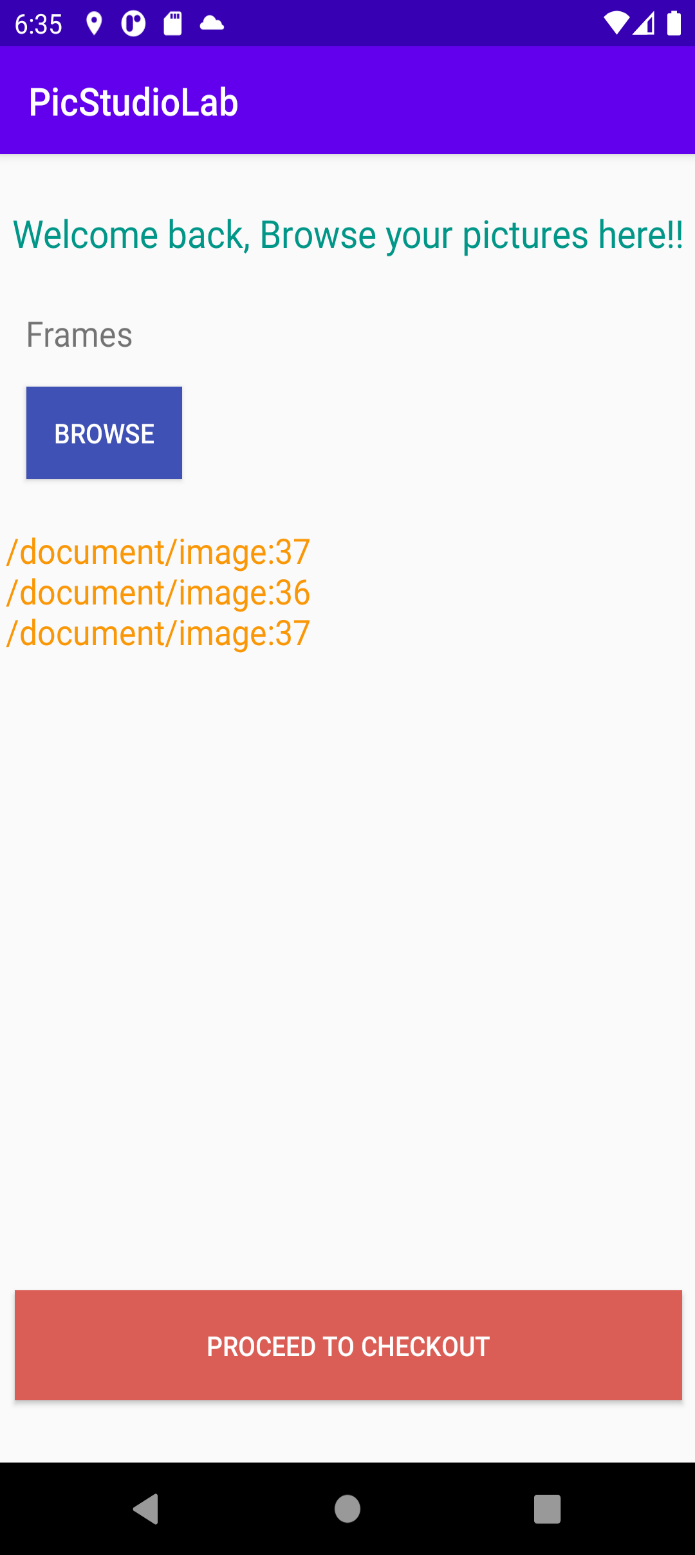 6:35
PicStudioLab
Welcome back, Browse your pictures here!!
Frames
BROWSE
/document/image:37
/document/image:36
/document/image:37
PROCEED TO CHECKOUT